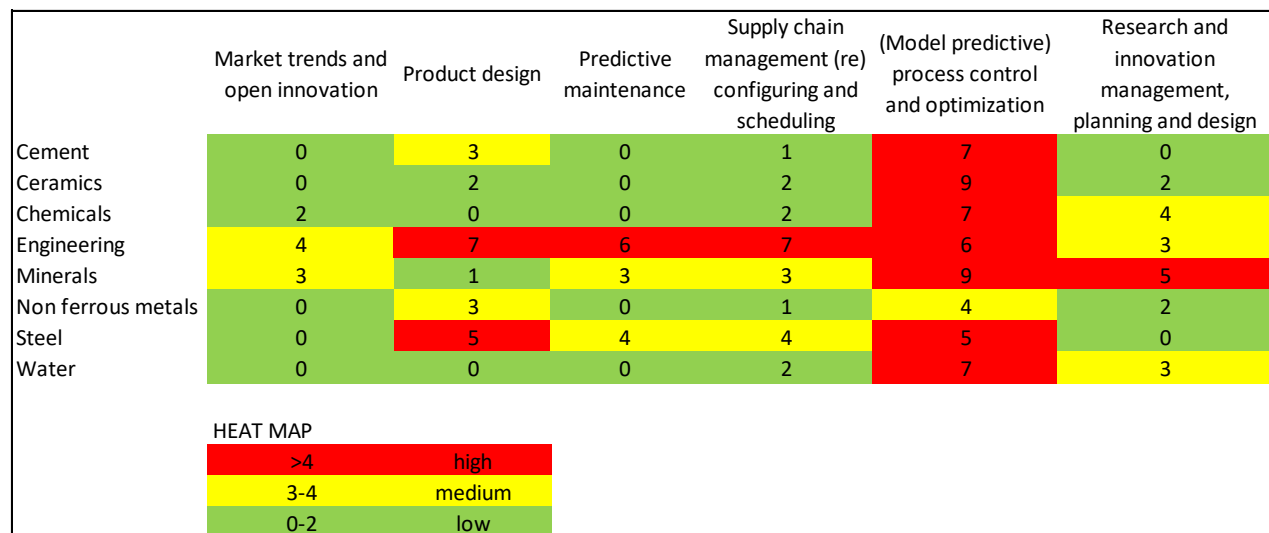 Market trends and open innovation	Product design	Predictive maintenance	Supply chain management (re) configuring and scheduling	(Model predictive) process control and optimization	Research and innovation management, planning and design
Cement	0	3	0	1	7	0
Ceramics	0	2	0	2	9	2
Chemicals	2	0	0	2	7	4
Engineering	4	7	6	7	6	3
Minerals	3	1	3	3	9	5
Non ferrous metals	0	3	0	1	4	2
Steel	0	5	4	4	5	0
Water	0	0	0	2	7	3
HEAT MAP
>4	high
3-4	medium
0-2	low